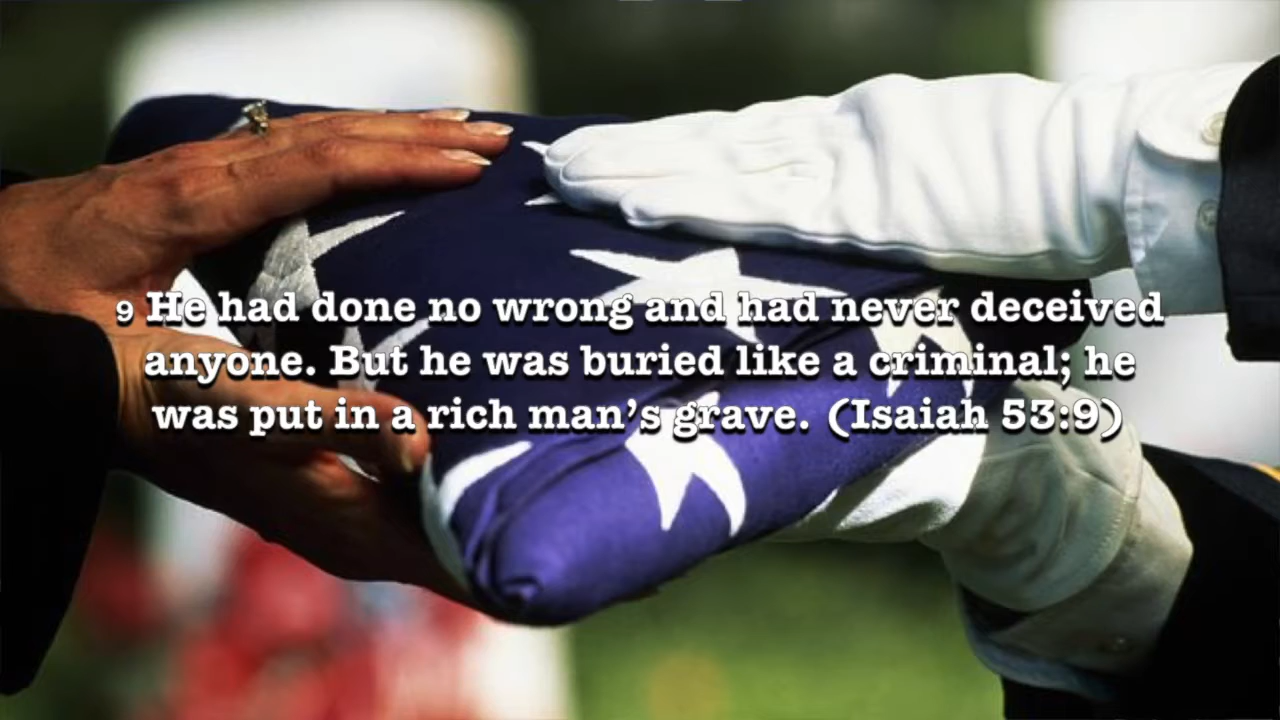 9 He had done no wrong and had never deceived
anyone. But he was buried like a criminal; he
was put in a rich man’s grave. (Isaiah 53:9)